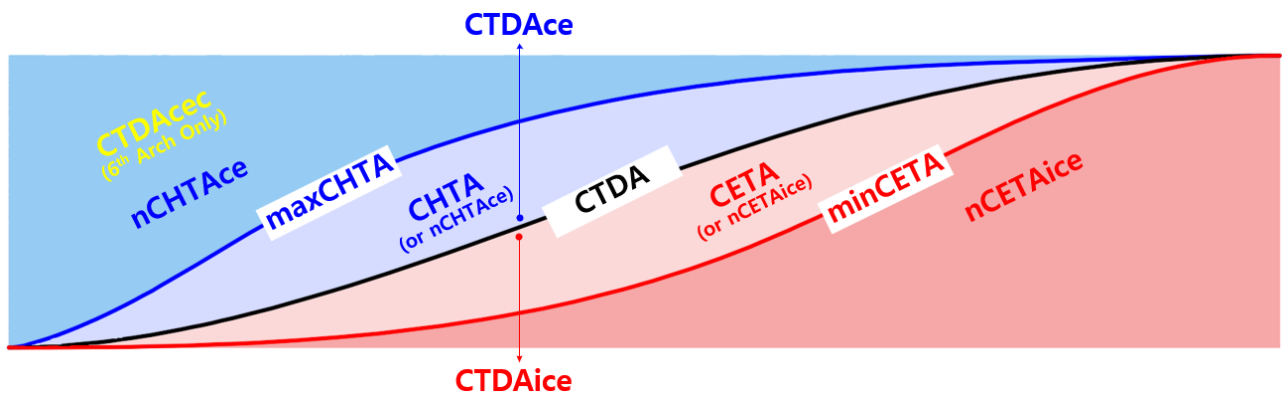 CTDAce
CTDAcec
(6th Arch Only)
nCHTAce
maxCHTA
CHTA
(or nCHTAce)
CTDA
CETA
(or nCETAice)
minCETA
nCETAice
CTDAice